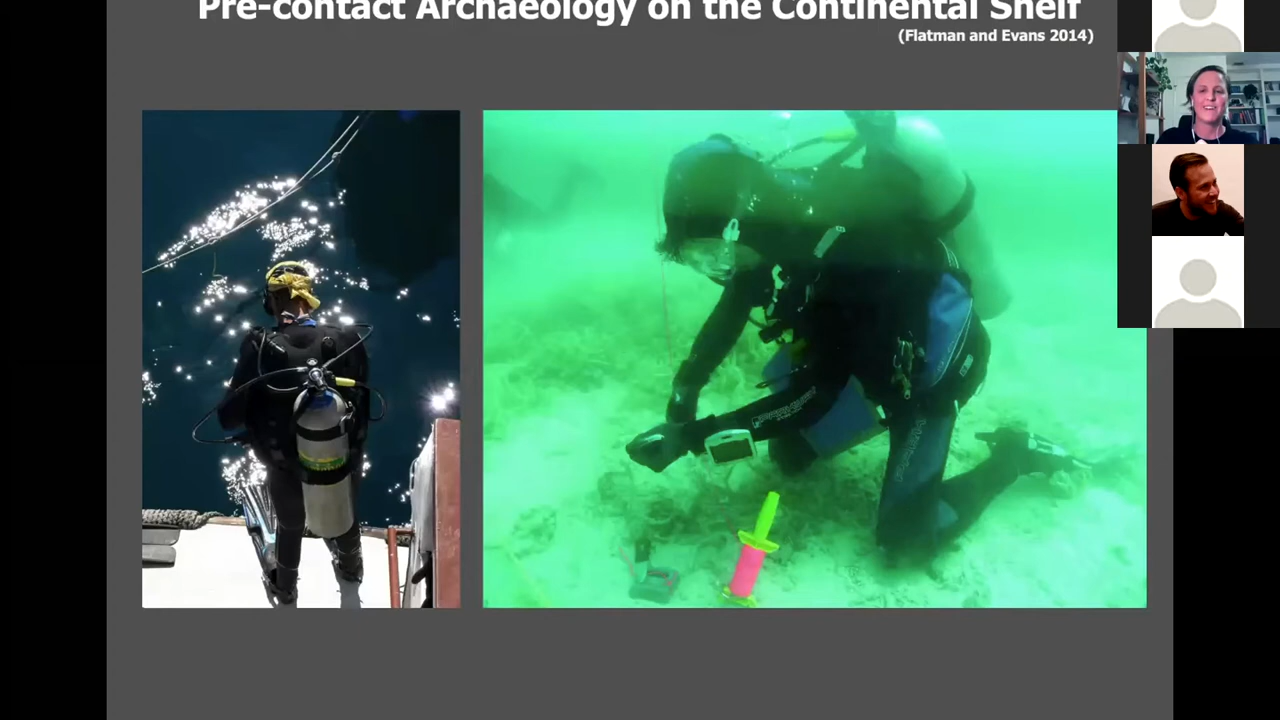 Pre-contact Archaeology on the Continental Shelf
(Flatman and Evans 2014)